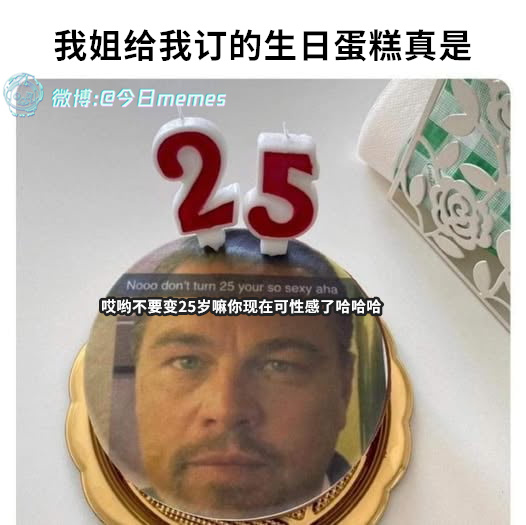 我姐给我订的生日蛋糕真是
微博:@今日memes
25
Nooo don't turn 25 your so sexy aha
哎哟不要变25岁嘛你现在可性感了哈哈哈